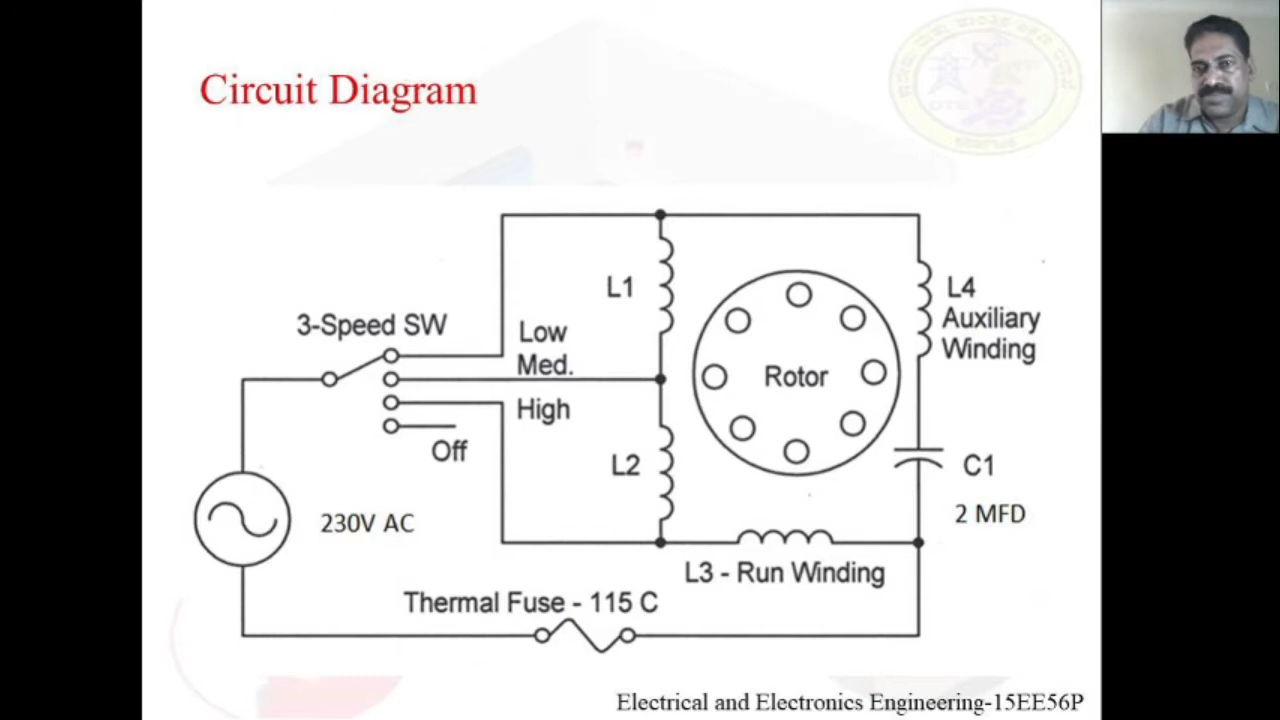 Circuit Diagram
3-Speed SW
Low
Med.
High
Off
L1
L2
Rotor
L4
Auxiliary
Winding
C1
2 MFD
230V AC
L3 - Run Winding
Thermal Fuse - 115 C
Electrical and Electronics Engineering-15EE56P